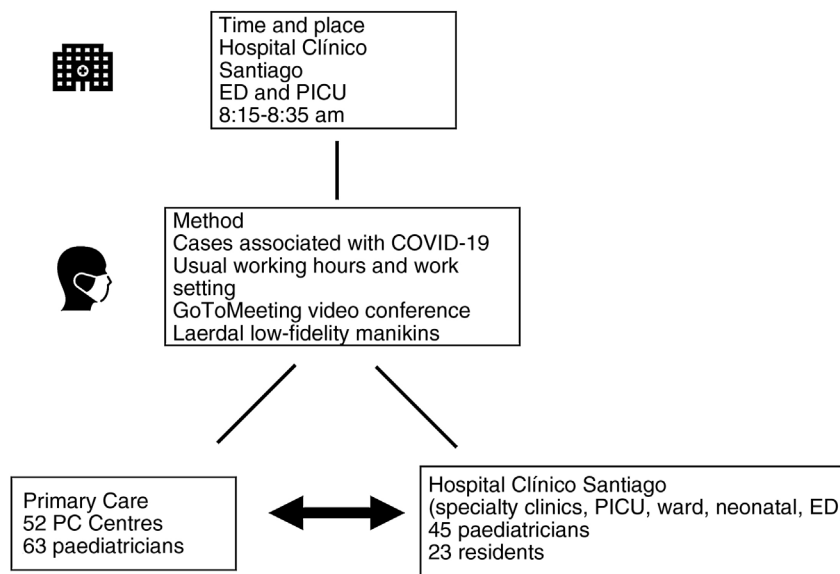 Time and place
Hospital Clínico
Santiago
ED and PICU
8:15-8:35 am
Method
Cases associated with COVID-19
Usual working hours and work
setting
GoToMeeting video conference
Laerdal low-fidelity manikins
Primary Care
52 PC Centres
63 paediatricians
Hospital Clínico Santiago
(specialty clinics, PICU, ward, neonatal, ED
45 paediatricians
23 residents